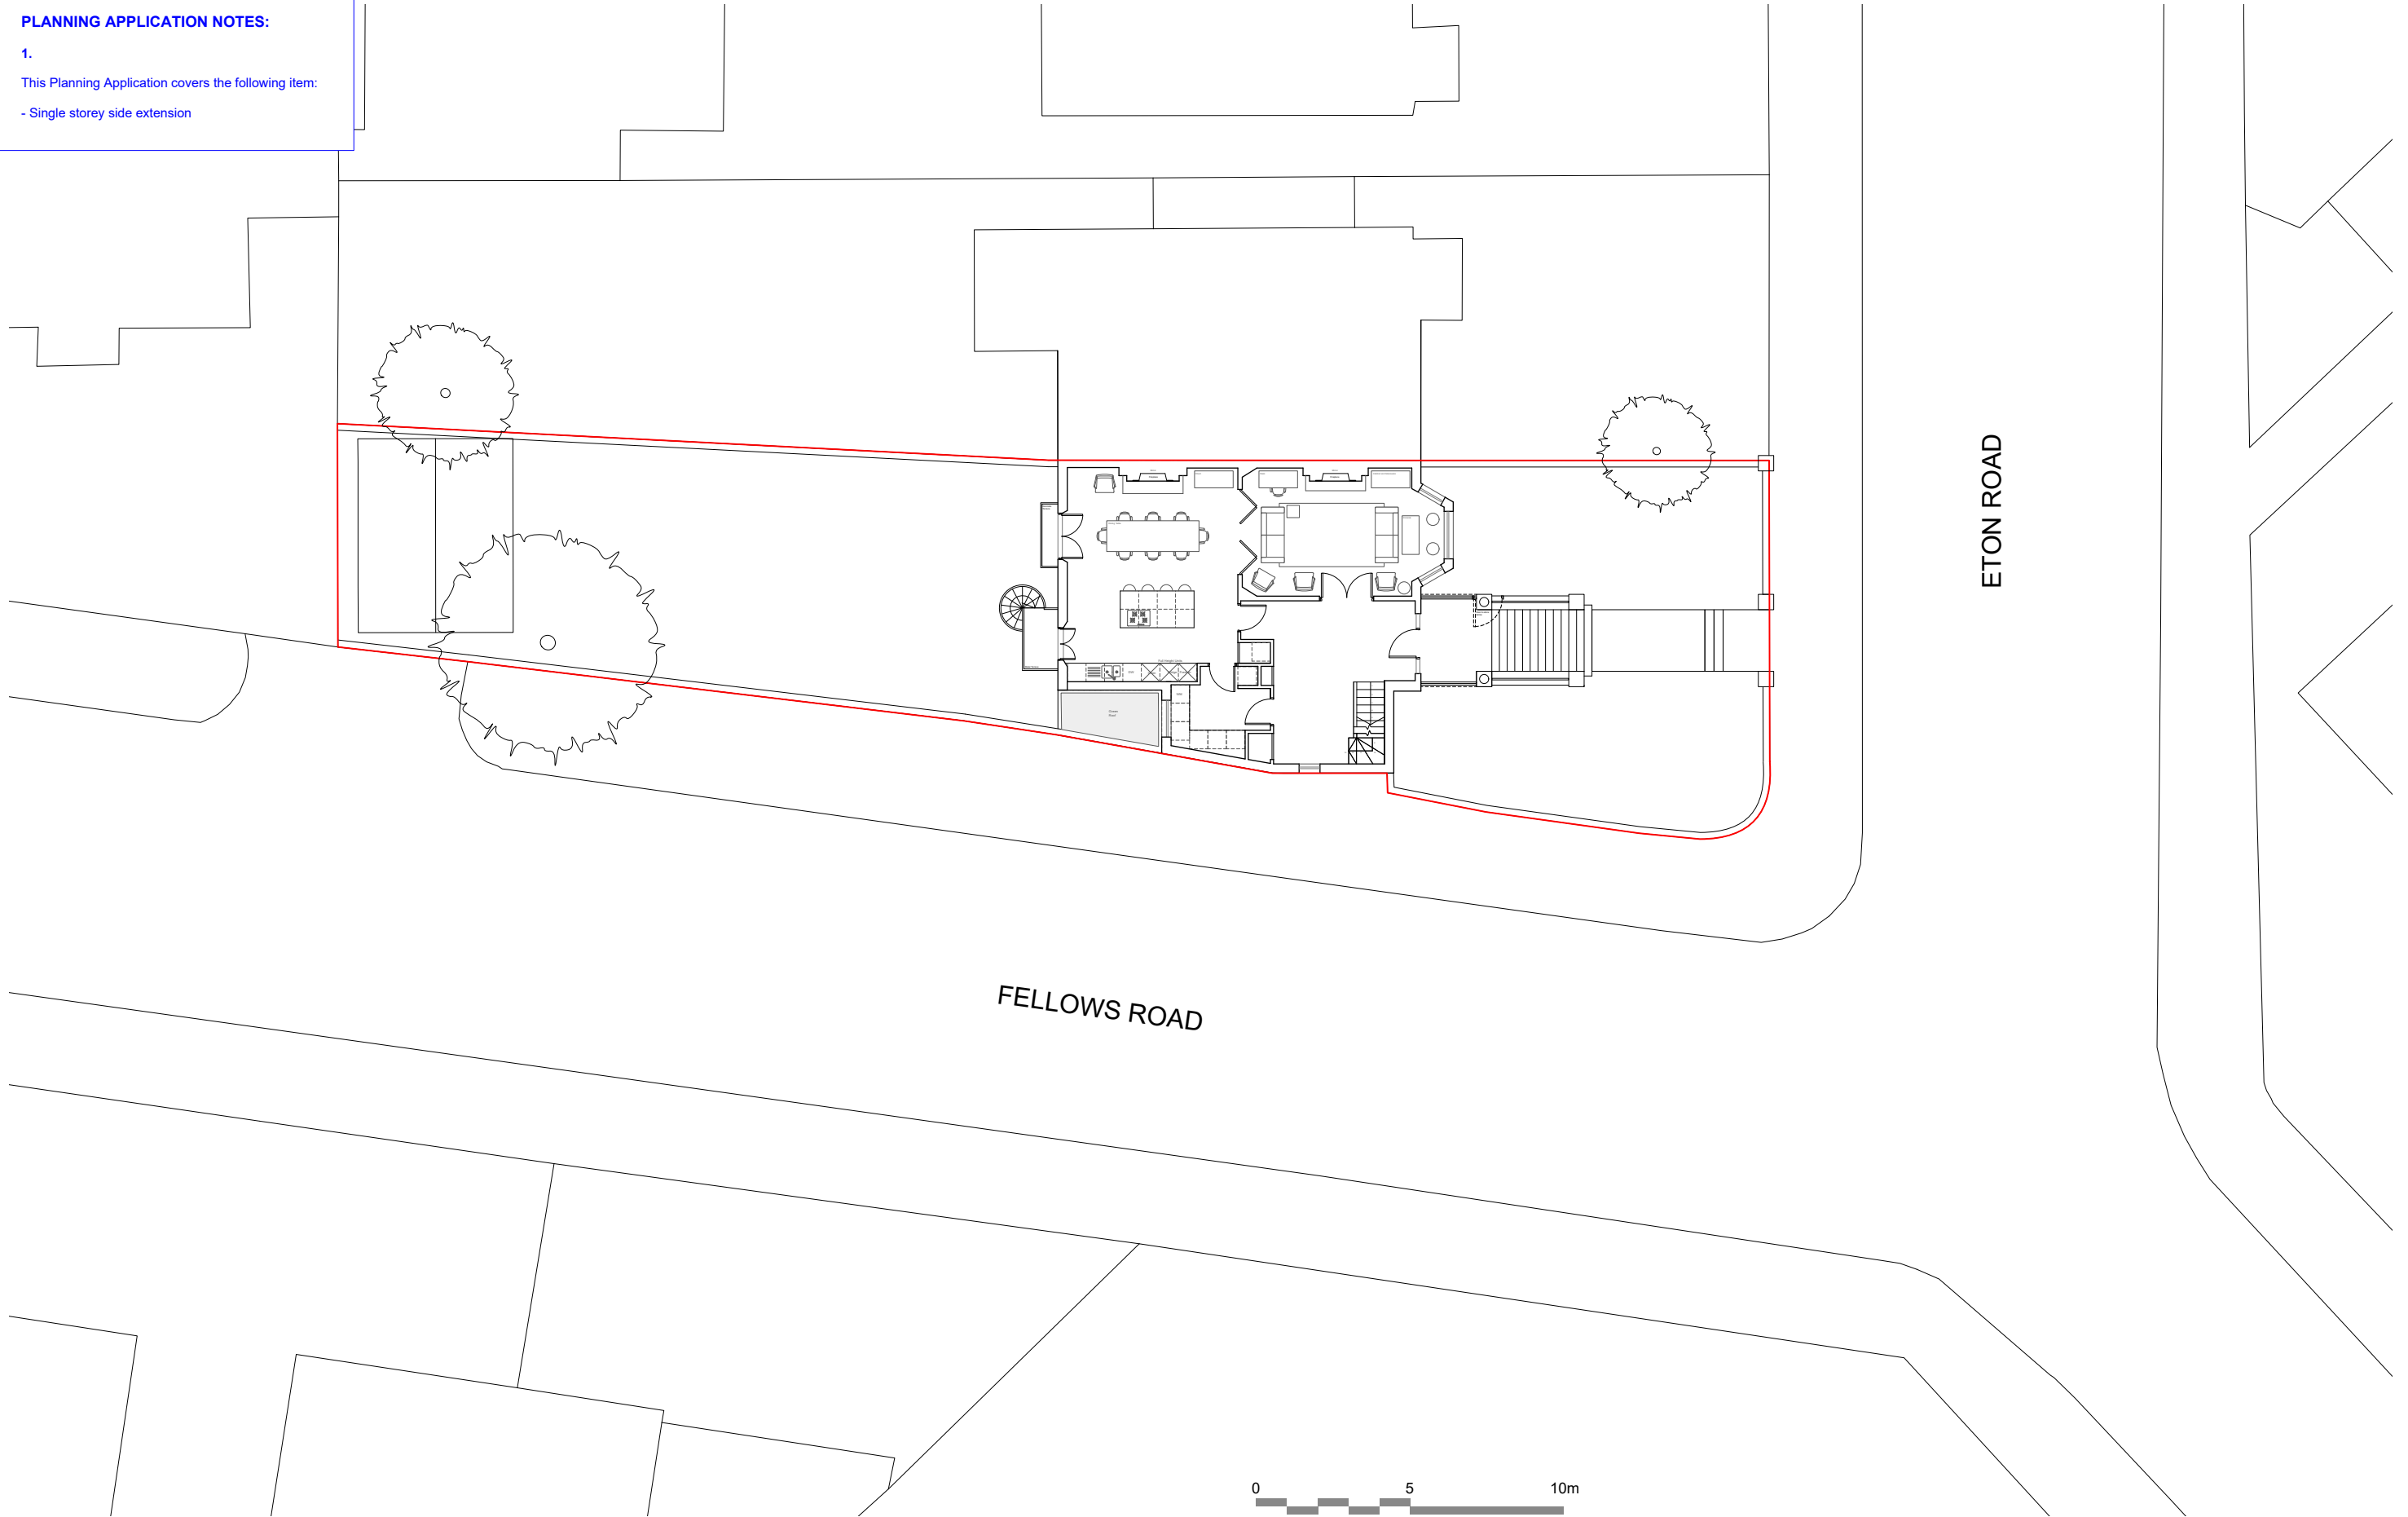 PLANNING APPLICATION NOTES:
1.
This Planning Application covers the following item:
- Single storey side extension
ETON ROAD
FELLOWS ROAD
0 5 10m